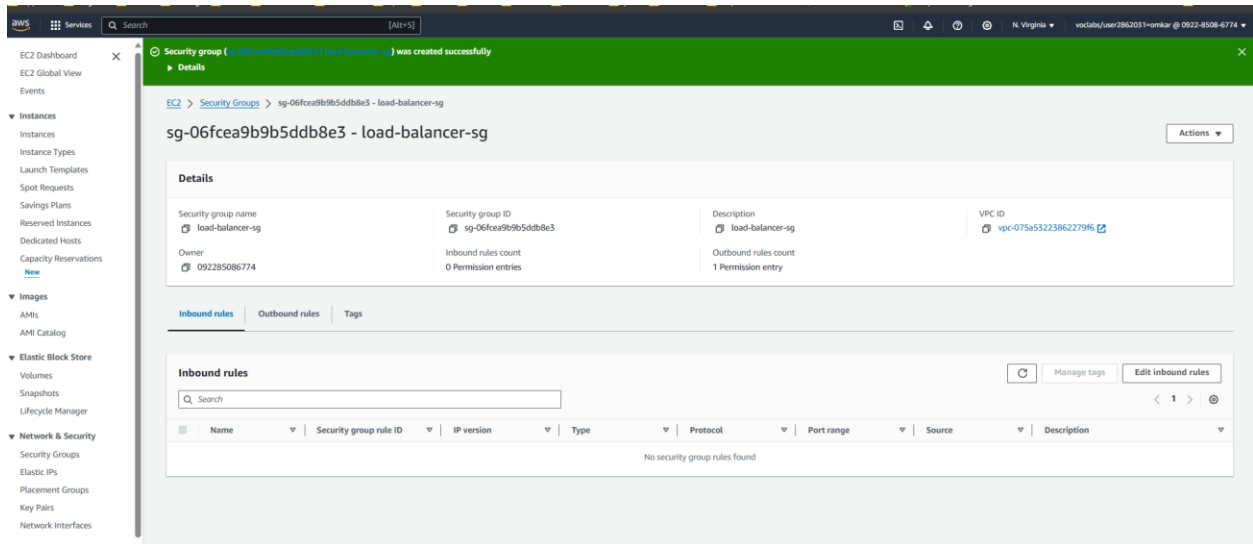 aws Services Search [Alt+S] N. Virginia voclabs/user2862031=omkar @ 0922-8508-6774
EC2 Dashboard
EC2 Global View
Events
Instances
Instances
Instance Types
Launch Templates
Spot Requests
Savings Plans
Reserved Instances
Dedicated Hosts
Capacity Reservations
New
Images
AMIs
AMI Catalog
Elastic Block Store
Volumes
Snapshots
Lifecycle Manager
Network & Security
Security Groups
Elastic IPs
Placement Groups
Key Pairs
Network Interfaces
Security group ( ) was created successfully
Details
EC2 > Security Groups > sg-06fcea9b9b5ddb8e3 - load-balancer-sg
sg-06fcea9b9b5ddb8e3 - load-balancer-sg Actions
Details
Security group name Security group ID Description VPC ID
load-balancer-sg sg-06fcea9b9b5ddb8e3 load-balancer-sg vpc-075a53223862279f6
Owner Inbound rules count Outbound rules count
092285086774 0 Permission entries 1 Permission entry
Inbound rules Outbound rules Tags
Inbound rules Manage tags Edit inbound rules
Search < 1 >
Name Security group rule ID IP version Type Protocol Port range Source Description
No security group rules found